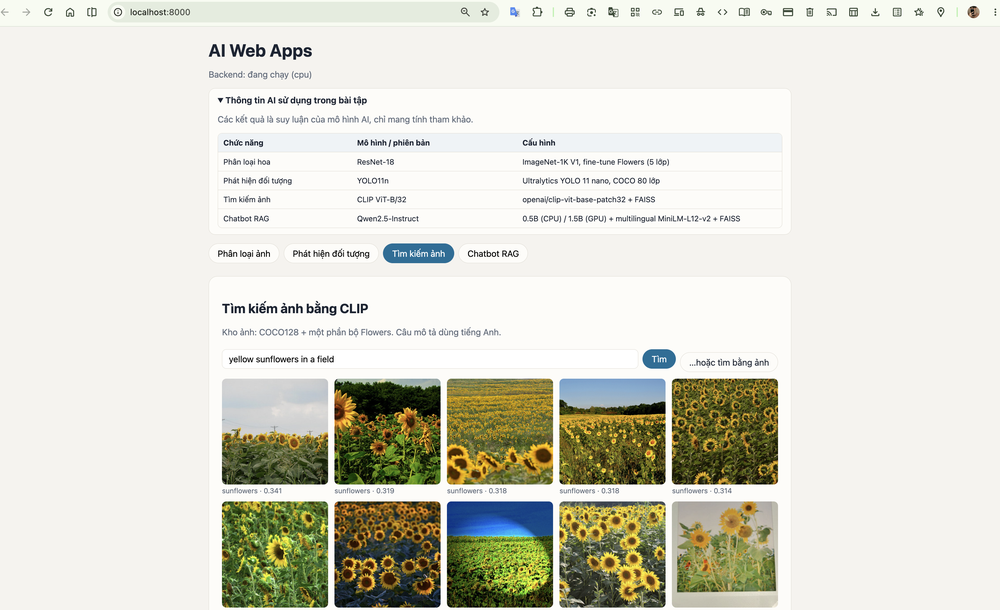 localhost:8000
AI Web Apps
Backend: đang chạy (cpu)
▼ Thông tin AI sử dụng trong bài tập
Các kết quả là suy luận của mô hình AI, chỉ mang tính tham khảo.
Chức năng Mô hình / phiên bản Cấu hình
Phân loại hoa ResNet-18 ImageNet-1K V1, fine-tune Flowers (5 lớp)
Phát hiện đối tượng YOLO11n Ultralytics YOLO 11 nano, COCO 80 lớp
Tìm kiếm ảnh CLIP ViT-B/32 openai/clip-vit-base-patch32 + FAISS
Chatbot RAG Qwen2.5-Instruct 0.5B (CPU) / 1.5B (GPU) + multilingual MiniLM-L12-v2 + FAISS
Phân loại ảnh Phát hiện đối tượng Tìm kiếm ảnh Chatbot RAG
Tìm kiếm ảnh bằng CLIP
Kho ảnh: COCO128 + một phần bộ Flowers. Câu mô tả dùng tiếng Anh.
yellow sunflowers in a field Tìm ...hoặc tìm bằng ảnh
sunflowers · 0.341 sunflowers · 0.319 sunflowers · 0.318 sunflowers · 0.318 sunflowers · 0.314